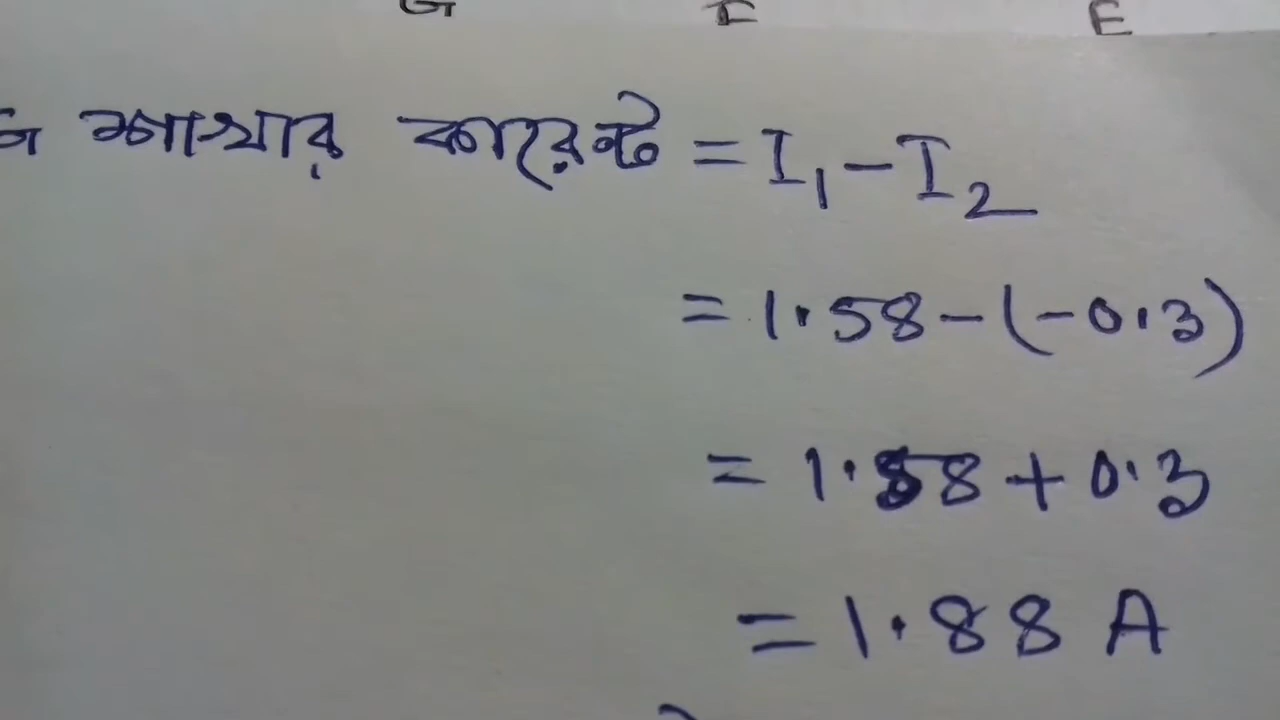 G F E
G শাখার কারেন্ট = I₁ - I₂
= 1.58 - (-0.3)
= 1.58 + 0.3
= 1.88 A